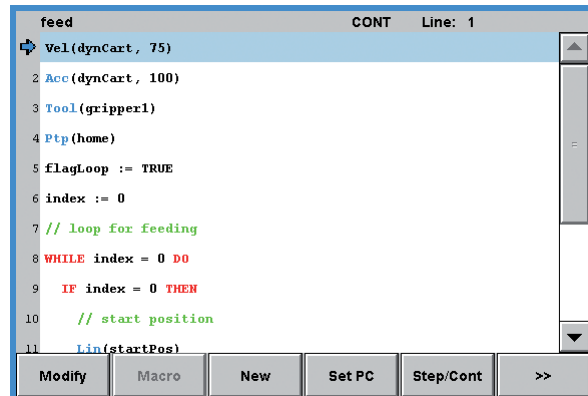 feed CONT Line: 1
Vel(dynCart, 75)
2 Acc(dynCart, 100)
3 Tool(gripper1)
4 Ptp(home)
5 flagLoop := TRUE
6 index := 0
7 // loop for feeding
8 WHILE index = 0 DO
9 IF index = 0 THEN
10 // start position
11 Lin(startPos)
Modify Macro New Set PC Step/Cont >>